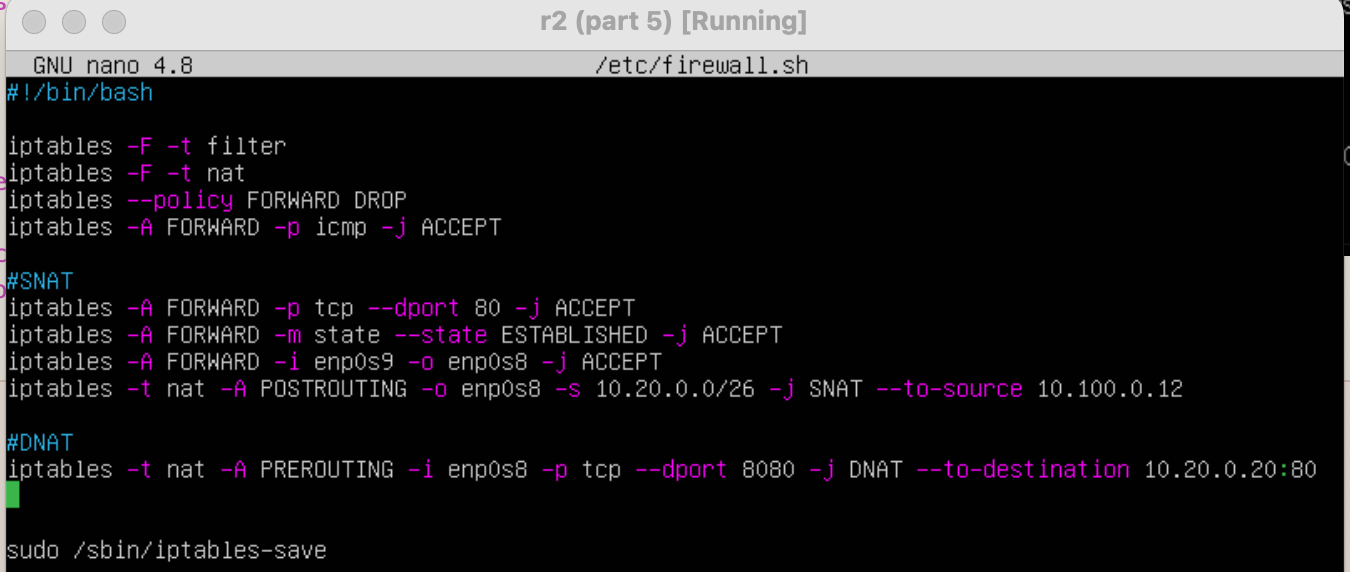 r2 (part 5) [Running]
GNU nano 4.8 /etc/firewall.sh
#!/bin/bash
iptables -F -t filter
iptables -F -t nat
iptables --policy FORWARD DROP
iptables -A FORWARD -p icmp -j ACCEPT
#SNAT
iptables -A FORWARD -p tcp --dport 80 -j ACCEPT
iptables -A FORWARD -m state --state ESTABLISHED -j ACCEPT
iptables -A FORWARD -i enp0s9 -o enp0s8 -j ACCEPT
iptables -t nat -A POSTROUTING -o enp0s8 -s 10.20.0.0/26 -j SNAT --to-source 10.100.0.12
#DNAT
iptables -t nat -A PREROUTING -i enp0s8 -p tcp --dport 8080 -j DNAT --to-destination 10.20.0.20:80
sudo /sbin/iptables-save